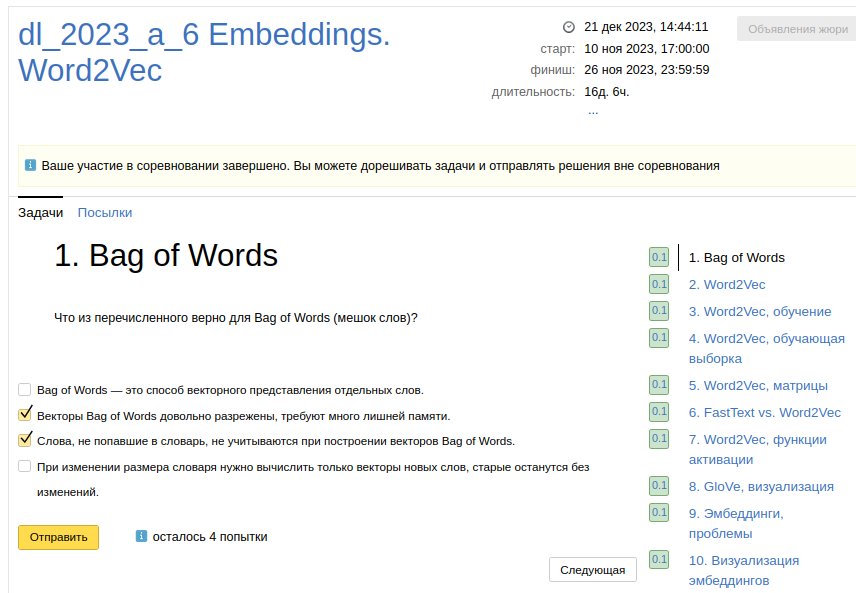 dl_2023_a_6 Embeddings.
Word2Vec
21 дек 2023, 14:44:11
старт: 10 ноя 2023, 17:00:00
финиш: 26 ноя 2023, 23:59:59
длительность: 16д. 6ч.
...
Объявления жюри
Ваше участие в соревновании завершено. Вы можете дорешивать задачи и отправлять решения вне соревнования
Задачи Посылки
1. Bag of Words
Что из перечисленного верно для Bag of Words (мешок слов)?
Bag of Words — это способ векторного представления отдельных слов.
Векторы Bag of Words довольно разрежены, требуют много лишней памяти.
Слова, не попавшие в словарь, не учитываются при построении векторов Bag of Words.
При изменении размера словаря нужно вычислить только векторы новых слов, старые останутся без
изменений.
Отправить
осталось 4 попытки
Следующая
0.1 1. Bag of Words
0.1 2. Word2Vec
0.1 3. Word2Vec, обучение
0.1 4. Word2Vec, обучающая
выборка
0.1 5. Word2Vec, матрицы
0.1 6. FastText vs. Word2Vec
0.1 7. Word2Vec, функции
активации
0.1 8. GloVe, визуализация
0.1 9. Эмбеддинги,
проблемы
0.1 10. Визуализация
эмбеддингов